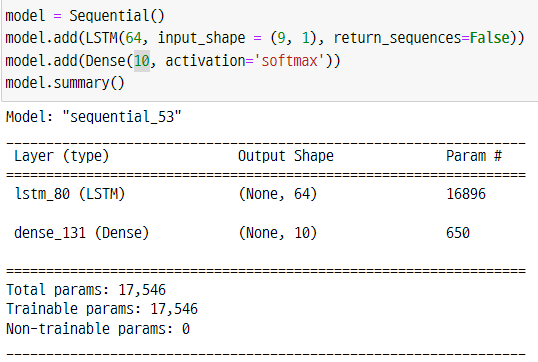 model = Sequential()
model.add(LSTM(64, input_shape = (9, 1), return_sequences=False))
model.add(Dense(10, activation='softmax'))
model.summary()
Model: "sequential_53"
_________________________________________________________________
Layer (type) Output Shape Param #
=================================================================
lstm_80 (LSTM) (None, 64) 16896
dense_131 (Dense) (None, 10) 650
=================================================================
Total params: 17,546
Trainable params: 17,546
Non-trainable params: 0
_________________________________________________________________